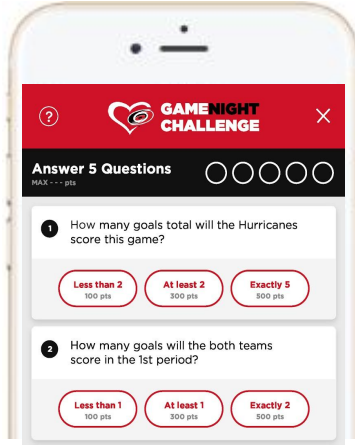 ?
GAMENIGHT
CHALLENGE
Answer 5 Questions
MAX - - - pts
1 How many goals total will the Hurricanes
score this game?
Less than 2 At least 2 Exactly 5
100 pts 300 pts 500 pts
2 How many goals will the both teams
score in the 1st period?
Less than 1 At least 1 Exactly 2
100 pts 300 pts 500 pts